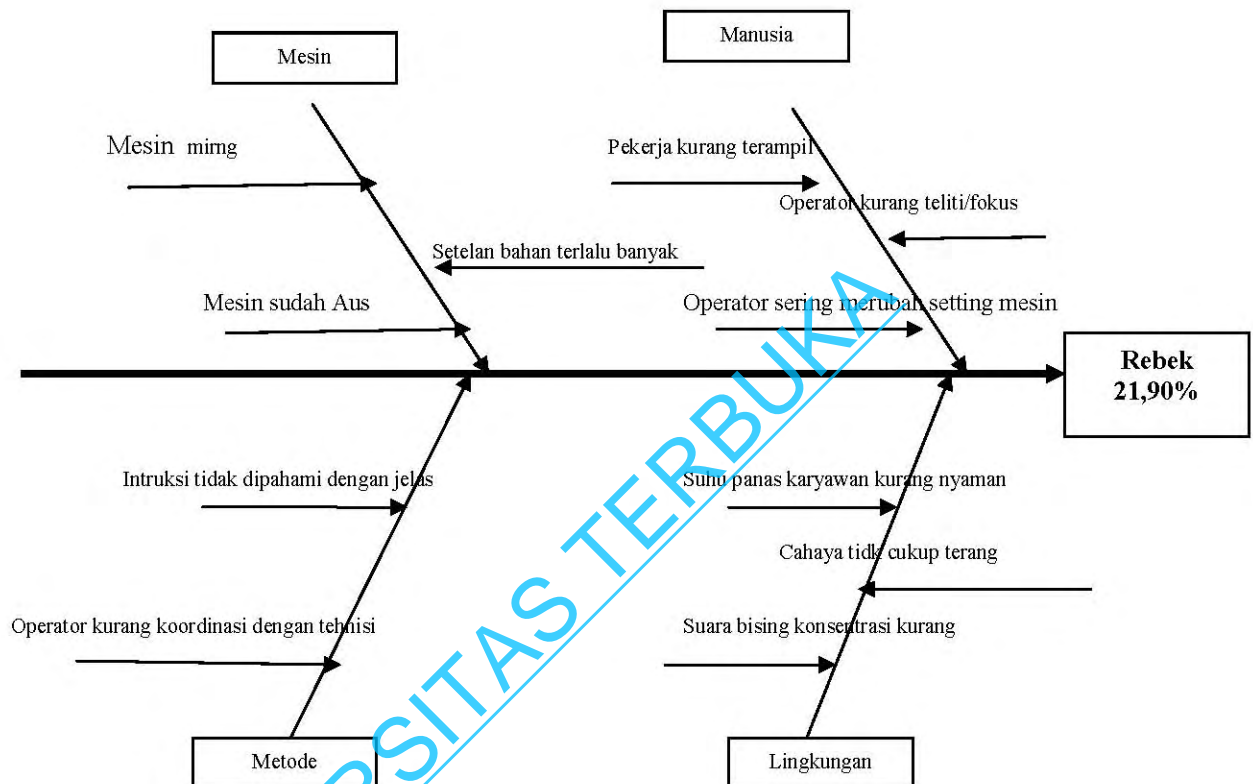 Manusia
Mesin
Mesin mirng
Pekerja kurang terampil
Operator kurang teliti/fokus
Setelan bahan terlalu banyak
Mesin sudah Aus
Operator sering merubah setting mesin
Rebek
21,90%
Intruksi tidak dipahami dengan jelas
Suhu panas karyawan kurang nyaman
Cahaya tidk cukup terang
Operator kurang koordinasi dengan tehnisi
Suara bising konsentrasi kurang
Metode
Lingkungan
ERSITAS TERBUKA